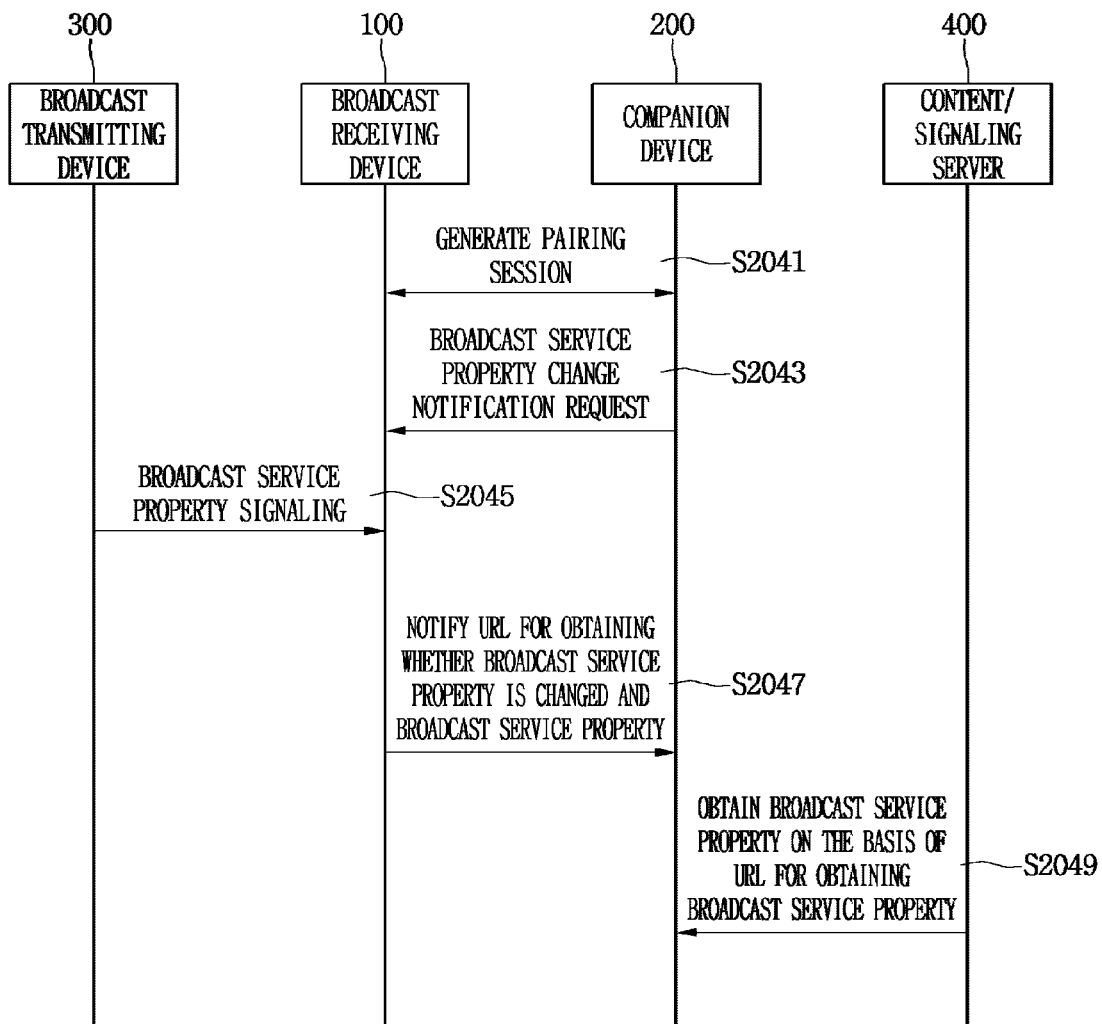 300
100
200
400
BROADCAST
TRANSMITTING
DEVICE
BROADCAST
RECEIVING
DEVICE
COMPANION
DEVICE
CONTENT/
SIGNALING
SERVER
GENERATE PAIRING
SESSION
S2041
BROADCAST SERVICE
PROPERTY CHANGE
NOTIFICATION REQUEST
S2043
BROADCAST SERVICE
PROPERTY SIGNALING
S2045
NOTIFY URL FOR OBTAINING
WHETHER BROADCAST SERVICE
PROPERTY IS CHANGED AND
BROADCAST SERVICE PROPERTY
S2047
OBTAIN BROADCAST SERVICE
PROPERTY ON THE BASIS OF
URL FOR OBTAINING
BROADCAST SERVICE PROPERTY
S2049